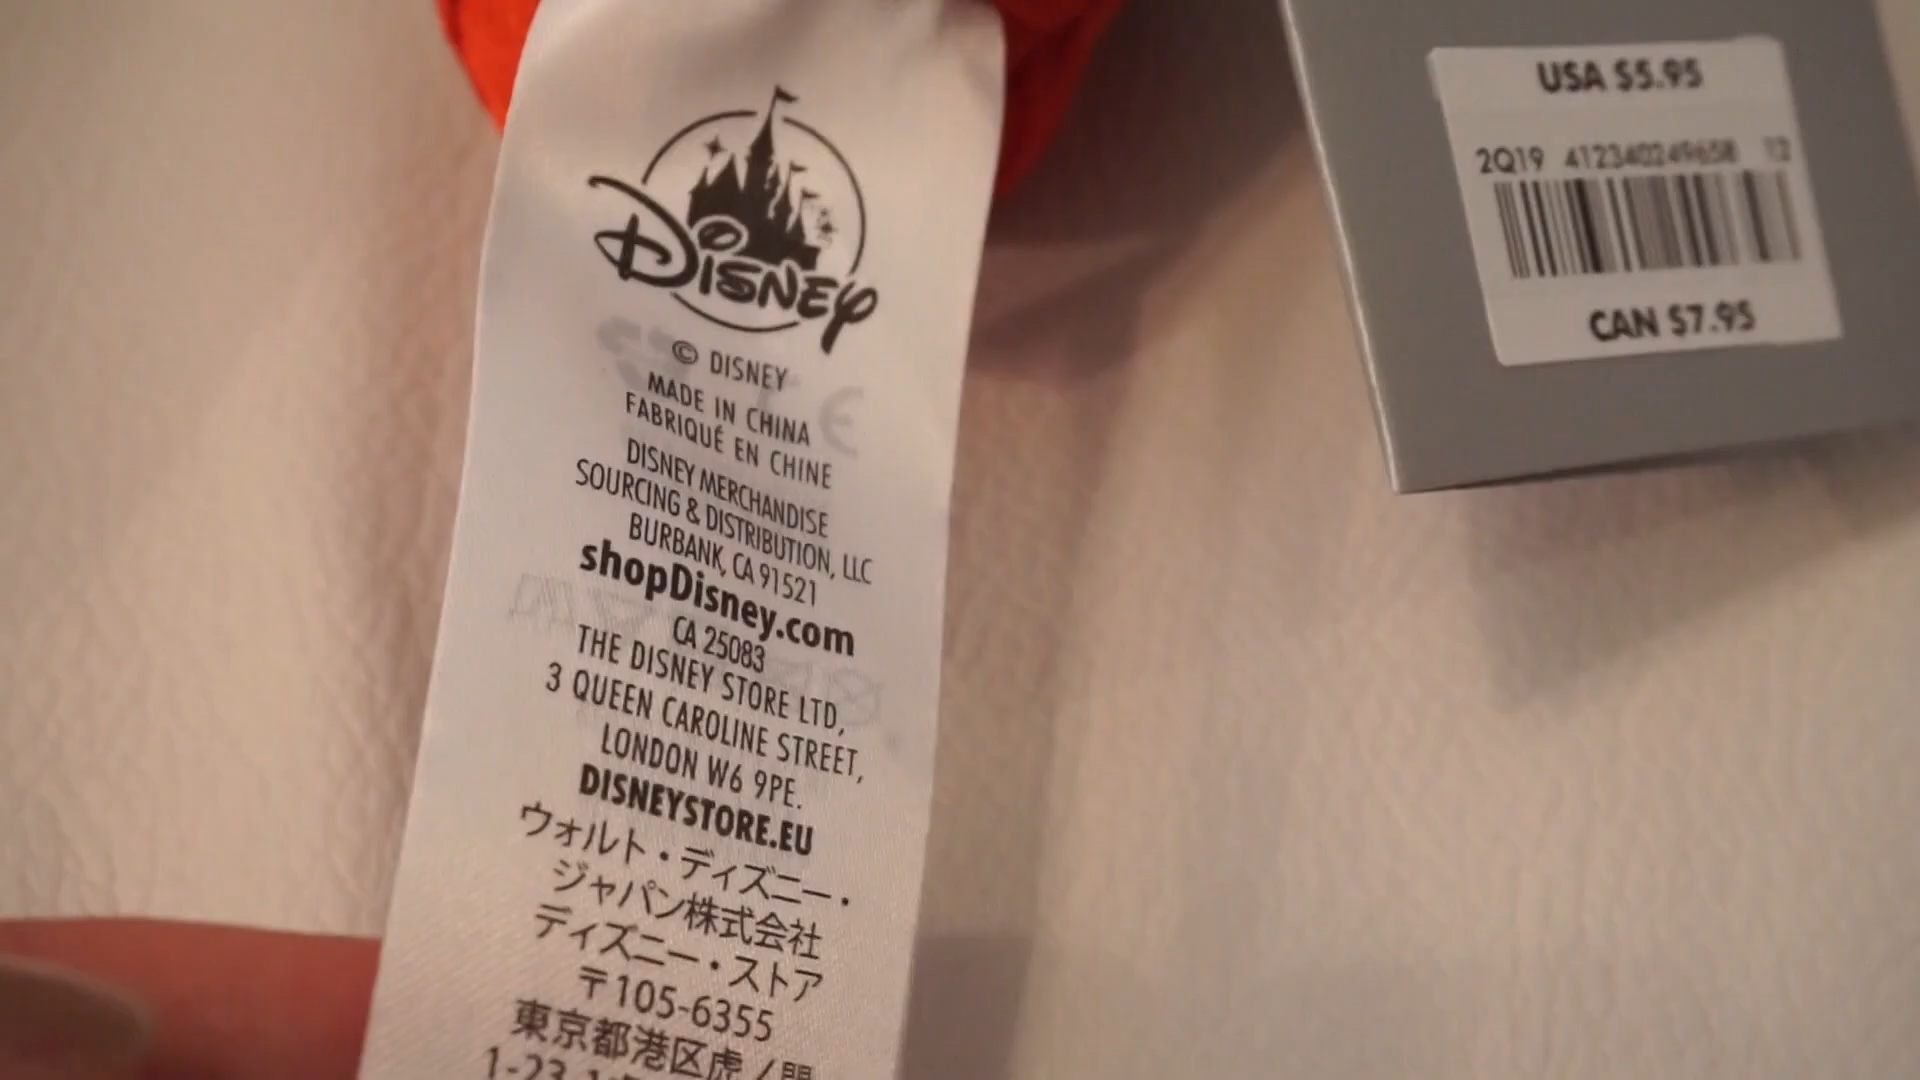 DISNEY
© DISNEY
MADE IN CHINA
FABRIQUÉ EN CHINE
DISNEY MERCHANDISE
SOURCING & DISTRIBUTION, LLC
BURBANK, CA 91521
shopDisney.com
CA 25083
THE DISNEY STORE LTD,
3 QUEEN CAROLINE STREET,
LONDON W6 9PE.
DISNEYSTORE.EU
ウォルト・ディズニー・
ジャパン株式会社
ディズニー・ストア
〒105-6355
東京都港区虎ノ門
1-23-1
USA $5.95
2Q19 412340249658 12
CAN $7.95